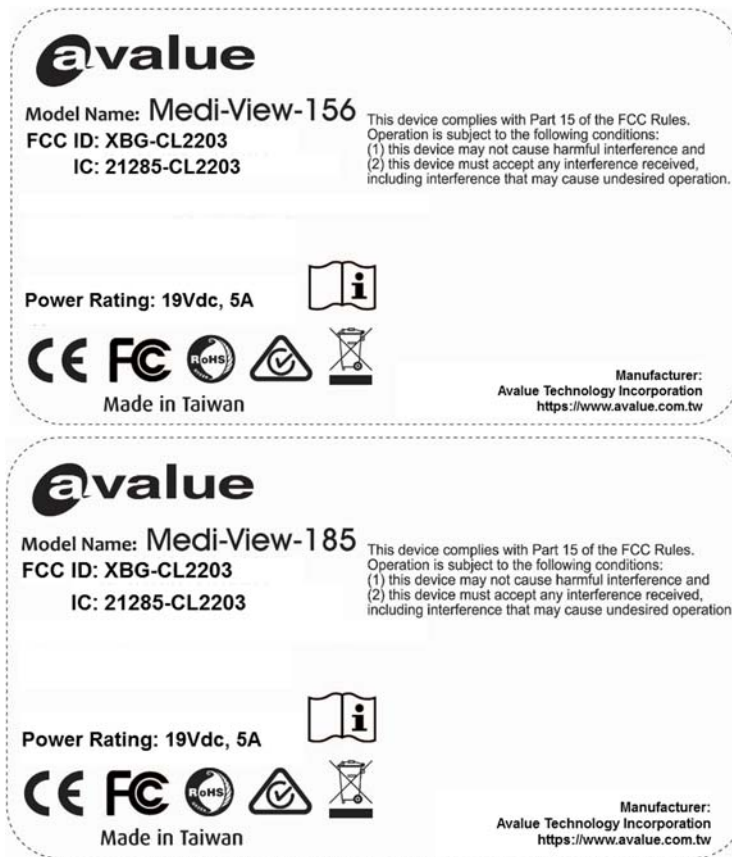 avalue
Model Name: Medi-View-156
FCC ID: XBG-CL2203
IC: 21285-CL2203
This device complies with Part 15 of the FCC Rules.
Operation is subject to the following conditions:
(1) this device may not cause harmful interference and
(2) this device must accept any interference received,
including interference that may cause undesired operation.
Power Rating: 19Vdc, 5A
i
CE FC RoHS
Made in Taiwan
Manufacturer:
Avalue Technology Incorporation
https://www.avalue.com.tw
avalue
Model Name: Medi-View-185
FCC ID: XBG-CL2203
IC: 21285-CL2203
This device complies with Part 15 of the FCC Rules.
Operation is subject to the following conditions:
(1) this device may not cause harmful interference and
(2) this device must accept any interference received,
including interference that may cause undesired operation
Power Rating: 19Vdc, 5A
i
CE FC RoHS
Made in Taiwan
Manufacturer:
Avalue Technology Incorporation
https://www.avalue.com.tw